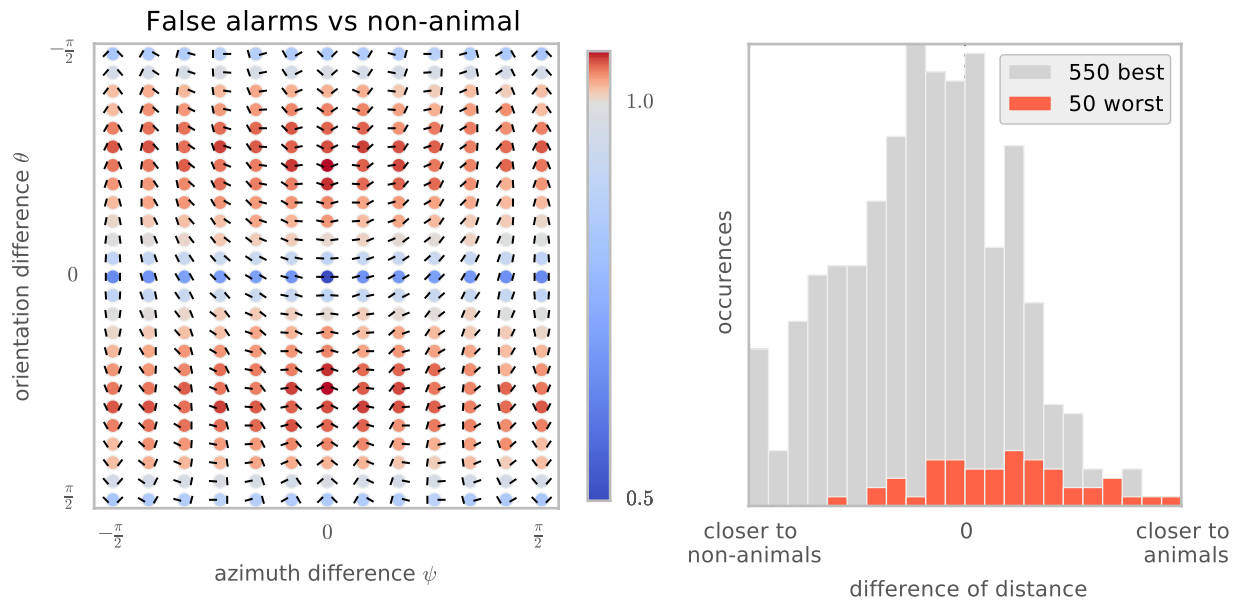 False alarms vs non-animal
−π/2
0
π/2
orientation difference θ
−π/2
0
π/2
azimuth difference ψ
1.0
0.5
550 best
50 worst
occurences
closer to
non-animals
0
closer to
animals
difference of distance